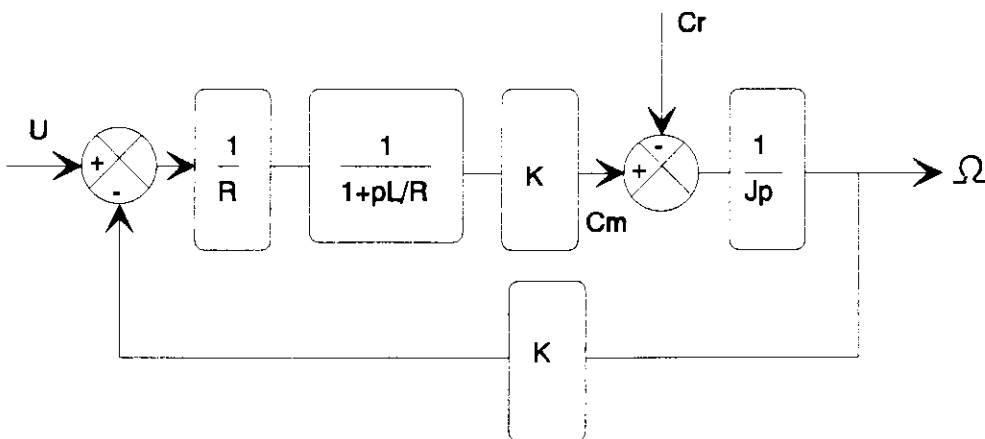 Cr
U
+
-
1
R
1
1+pL/R
K
Cm
-
+
1
Jp
Ω
K